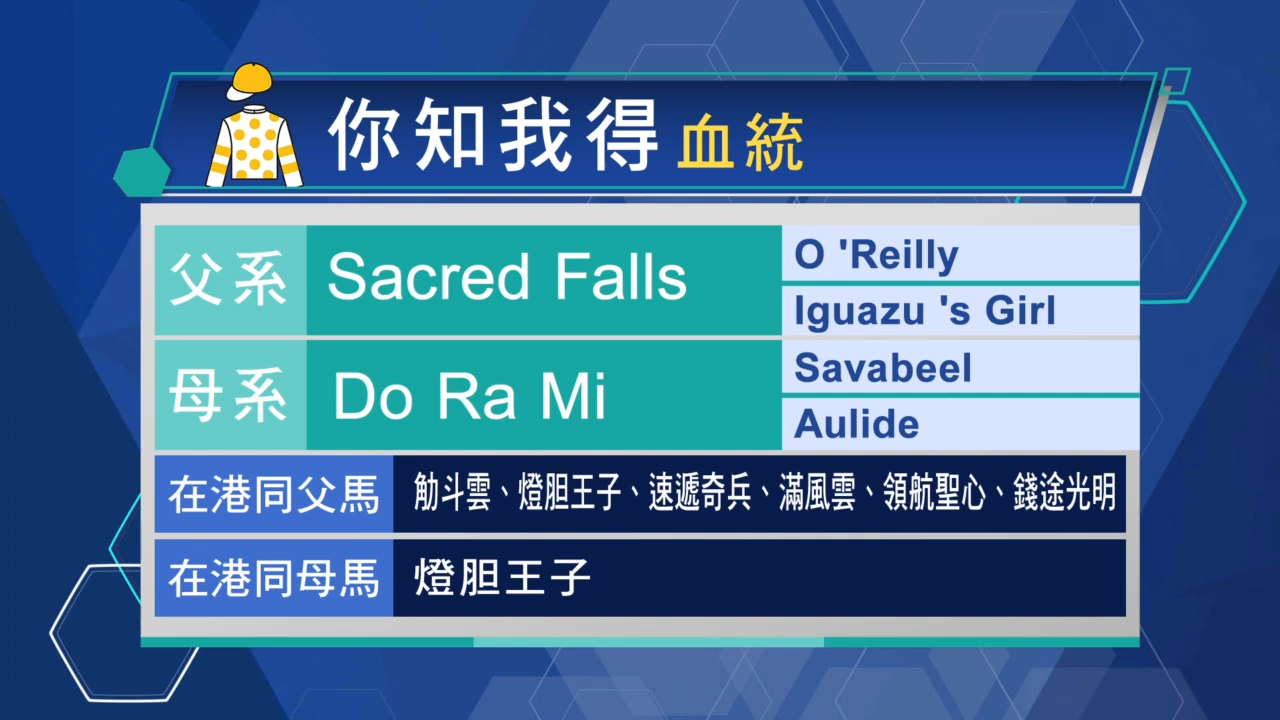 你知我得 血統
父系 Sacred Falls
O 'Reilly
Iguazu 's Girl
母系 Do Ra Mi
Savabeel
Aulide
在港同父馬 觔斗雲、燈胆王子、速遞奇兵、滿風雲、領航聖心、錢途光明
在港同母馬 燈胆王子